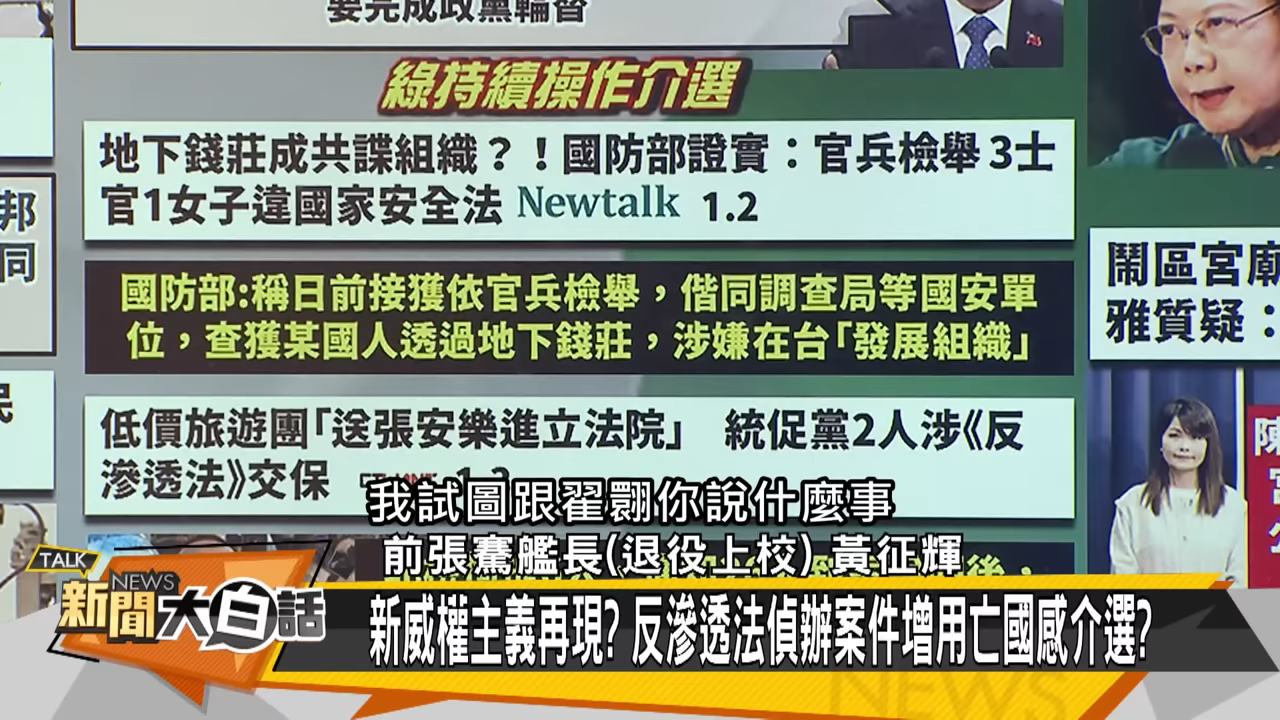 要完成政黨輪替
綠持續操作介選
地下錢莊成共諜組織？！國防部證實：官兵檢舉3士
官1女子違國家安全法 Newtalk 1.2
國防部:稱日前接獲依官兵檢舉，偕同調查局等國安單
位，查獲某國人透過地下錢莊，涉嫌在台「發展組織」
低價旅遊團「送張安樂進立法院」 統促黨2人涉《反
滲透法》交保
邦
同
民
鬧區宮廟
雅質疑：
陳
我試圖跟翟翾你說什麼事
前張騫艦長(退役上校) 黃征輝
後，
TALK
NEWS
新聞大白話
新威權主義再現? 反滲透法偵辦案件增用亡國感介選?
NEWS